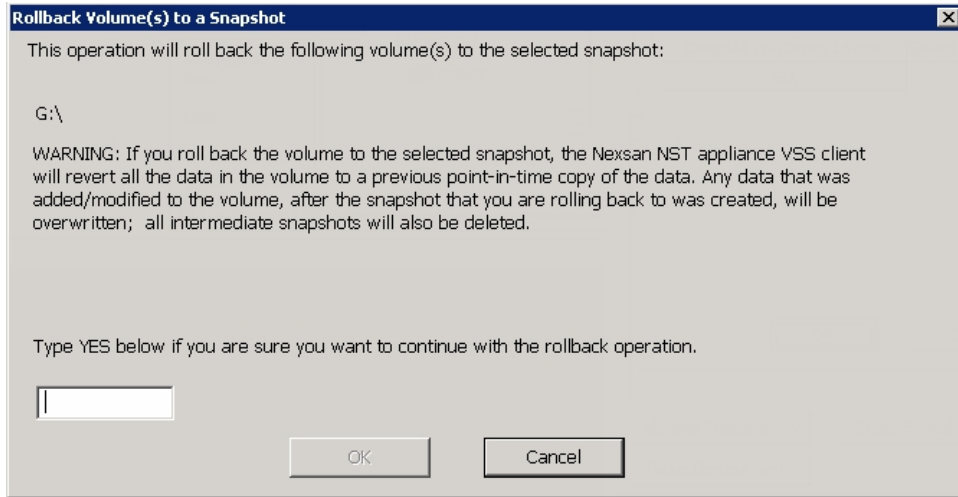 Rollback Volume(s) to a Snapshot
This operation will roll back the following volume(s) to the selected snapshot:
G:\
WARNING: If you roll back the volume to the selected snapshot, the Nexsan NST appliance VSS client
will revert all the data in the volume to a previous point-in-time copy of the data. Any data that was
added/modified to the volume, after the snapshot that you are rolling back to was created, will be
overwritten;  all intermediate snapshots will also be deleted.
Type YES below if you are sure you want to continue with the rollback operation.
OK
Cancel